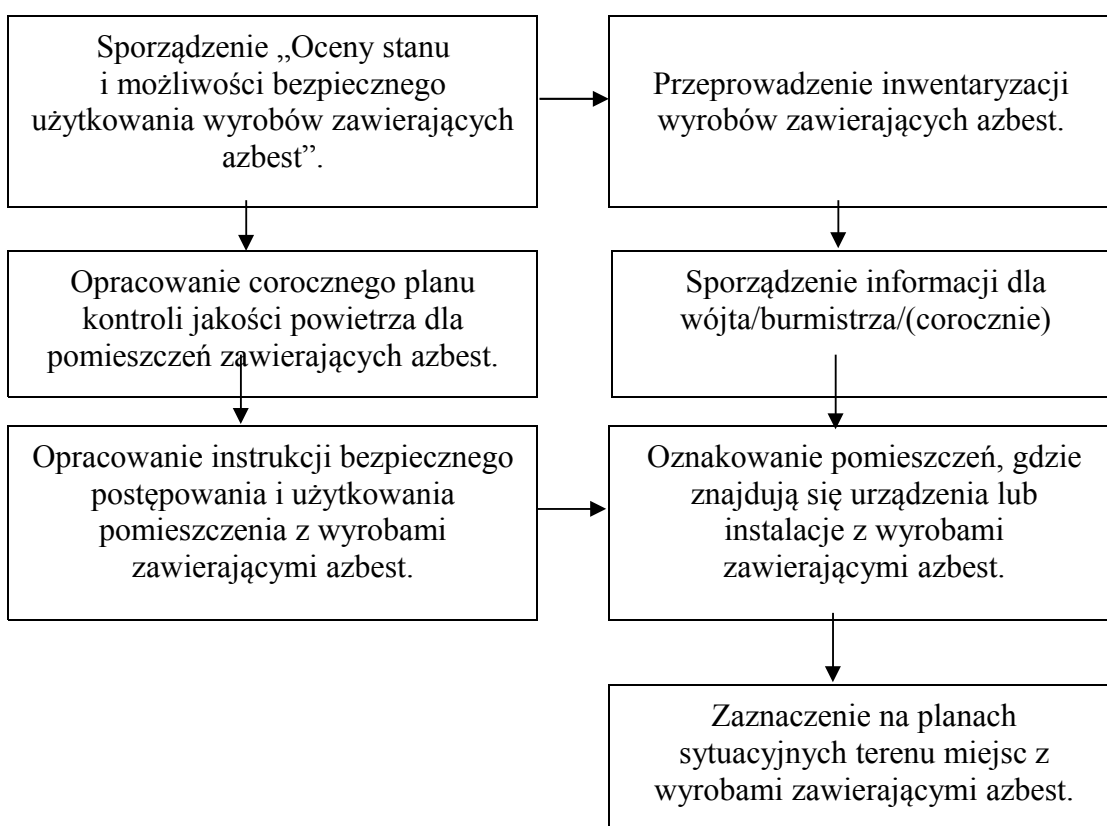 Sporządzenie „Oceny stanu
i możliwości bezpiecznego
użytkowania wyrobów zawierających
azbest”.
Przeprowadzenie inwentaryzacji
wyrobów zawierających azbest.
Opracowanie corocznego planu
kontroli jakości powietrza dla
pomieszczeń zawierających azbest.
Sporządzenie informacji dla
wójta/burmistrza/(corocznie)
Opracowanie instrukcji bezpiecznego
postępowania i użytkowania
pomieszczenia z wyrobami
zawierającymi azbest.
Oznakowanie pomieszczeń, gdzie
znajdują się urządzenia lub
instalacje z wyrobami
zawierającymi azbest.
Zaznaczenie na planach
sytuacyjnych terenu miejsc z
wyrobami zawierającymi azbest.